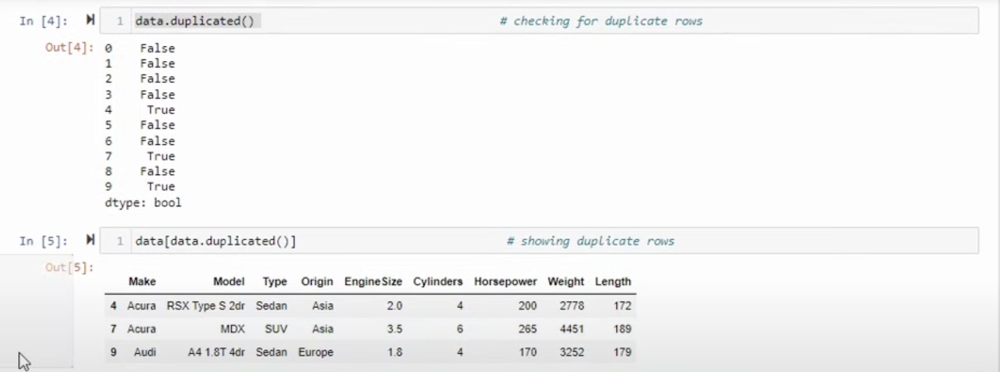 In [4]: 1 data.duplicated() # checking for duplicate rows
Out[4]: 0 False
1 False
2 False
3 False
4 True
5 False
6 False
7 True
8 False
9 True
dtype: bool
In [5]: 1 data[data.duplicated()] # showing duplicate rows
Out[5]:
Make Model Type Origin EngineSize Cylinders Horsepower Weight Length
4 Acura RSX Type S 2dr Sedan Asia 2.0 4 200 2778 172
7 Acura MDX SUV Asia 3.5 6 265 4451 189
9 Audi A4 1.8T 4dr Sedan Europe 1.8 4 170 3252 179